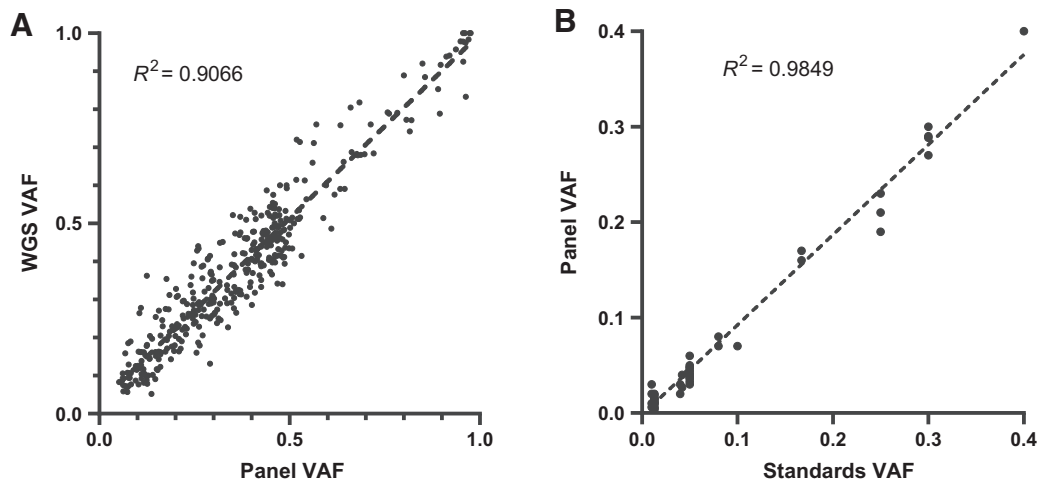 A
R² = 0.9066
WGS VAF
1.0
0.5
0.0
0.0 0.5 1.0
Panel VAF
B
R² = 0.9849
Panel VAF
0.4
0.3
0.2
0.1
0.0
0.0 0.1 0.2 0.3 0.4
Standards VAF